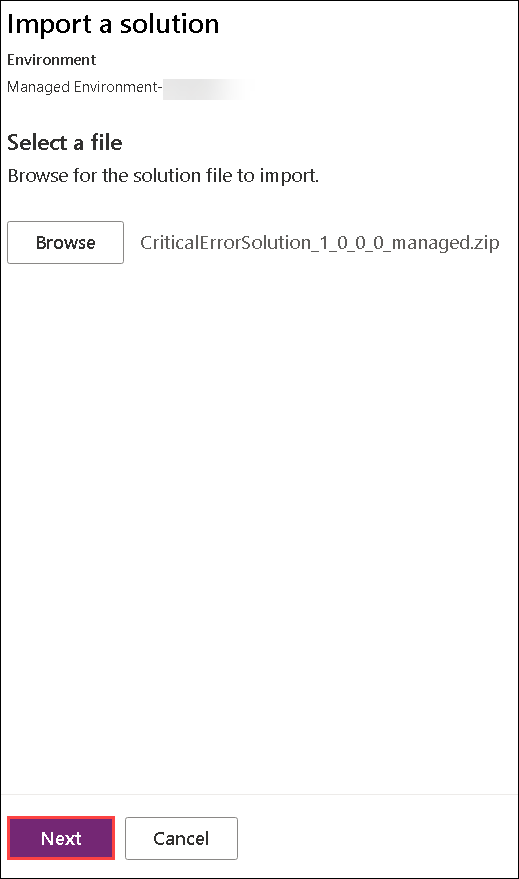 Import a solution
Environment
Managed Environment-
Select a file
Browse for the solution file to import.
Browse CriticalErrorSolution_1_0_0_0_managed.zip
Next Cancel